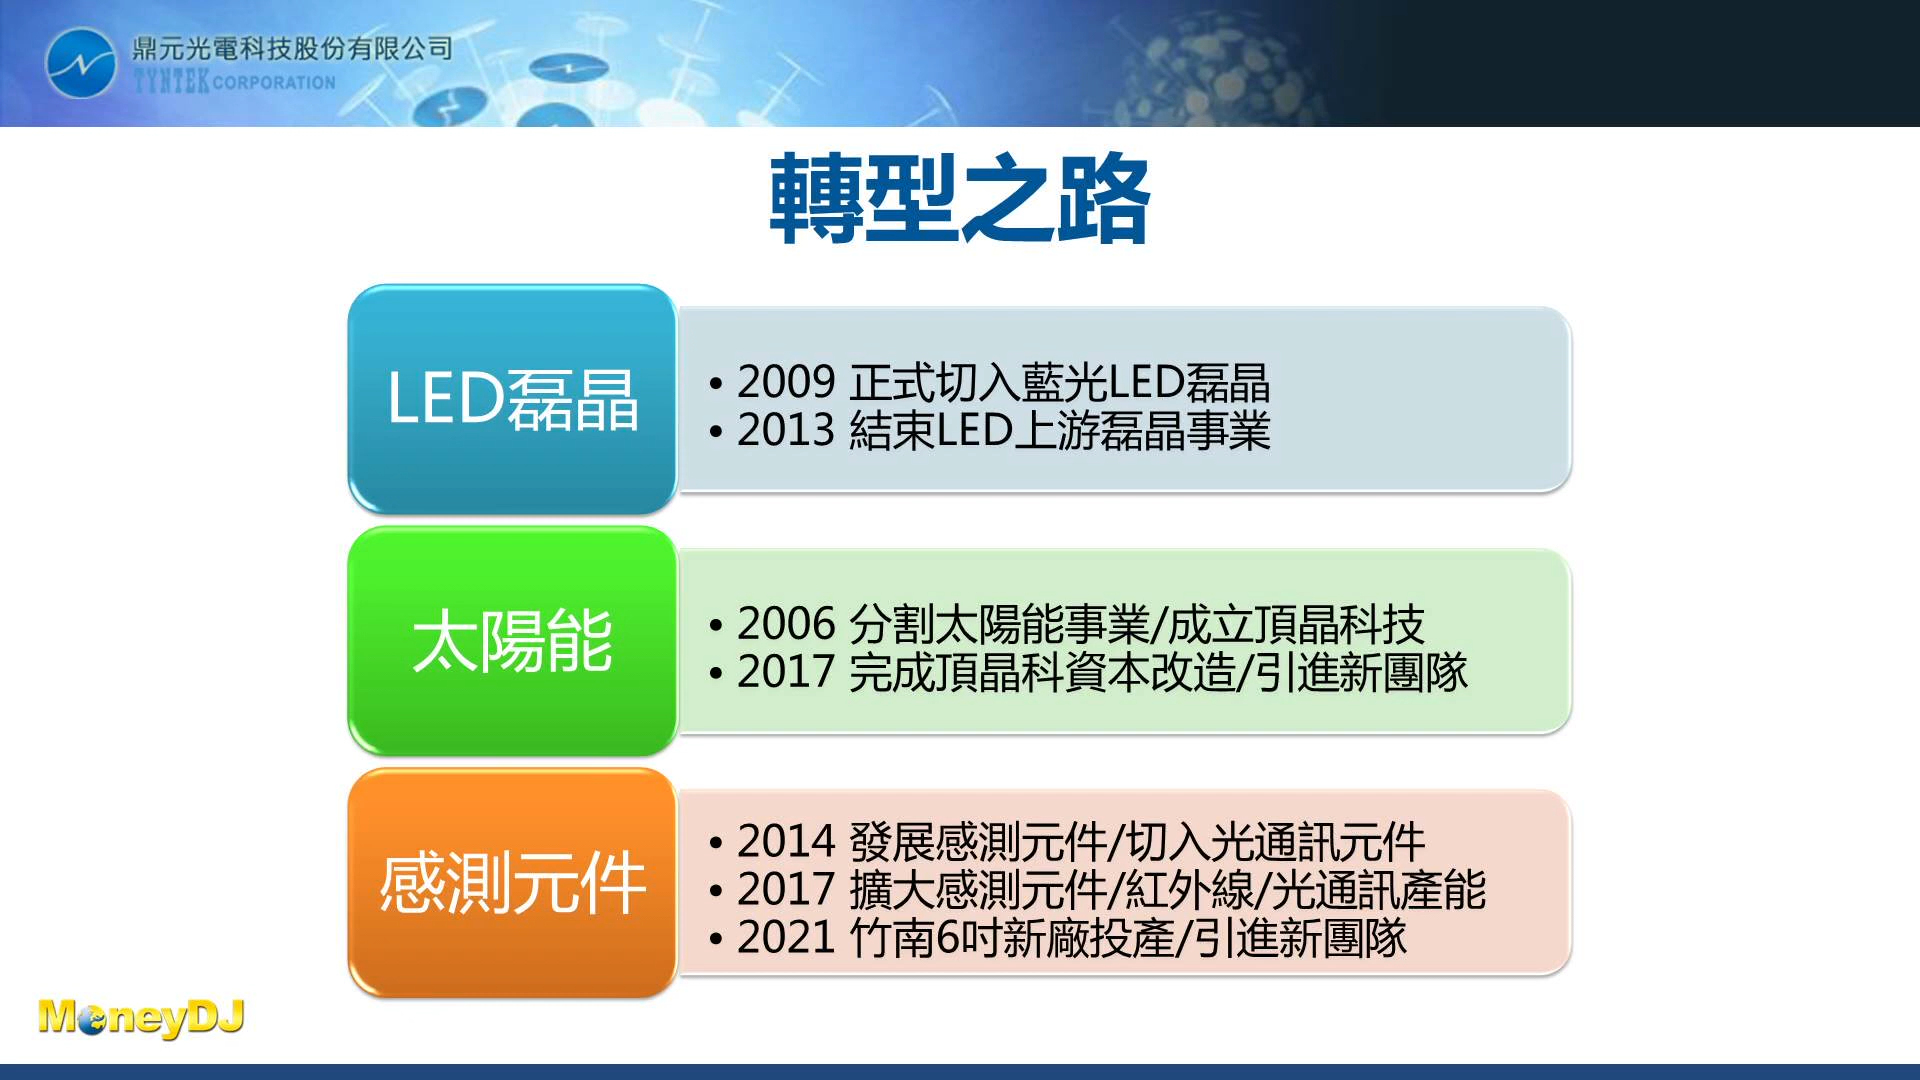 鼎元光電科技股份有限公司
TYNTEK CORPORATION
轉型之路
LED磊晶
• 2009 正式切入藍光LED磊晶
• 2013 結束LED上游磊晶事業
太陽能
• 2006 分割太陽能事業/成立頂晶科技
• 2017 完成頂晶科資本改造/引進新團隊
感測元件
• 2014 發展感測元件/切入光通訊元件
• 2017 擴大感測元件/紅外線/光通訊產能
• 2021 竹南6吋新廠投產/引進新團隊
MoneyDJ